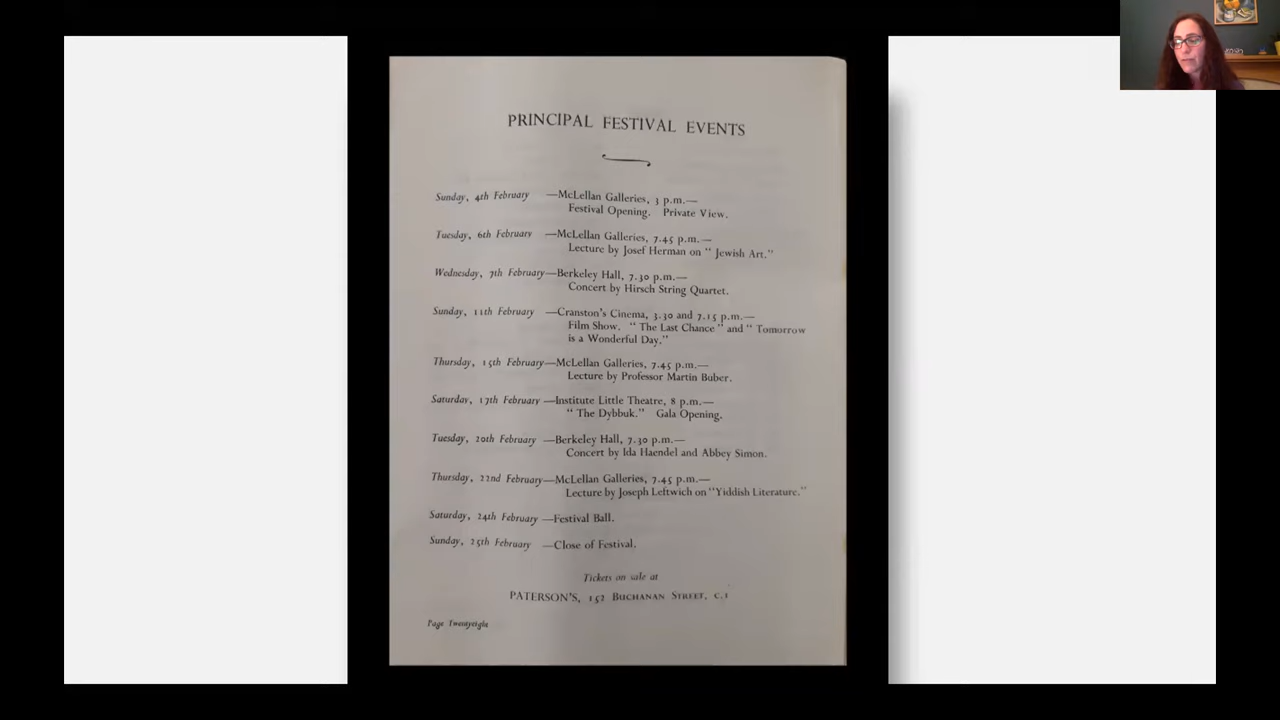 PRINCIPAL FESTIVAL EVENTS
Sunday, 4th February —McLellan Galleries, 3 p.m.—
Festival Opening. Private View.
Tuesday, 6th February —McLellan Galleries, 7.45 p.m.—
Lecture by Josef Herman on " Jewish Art."
Wednesday, 7th February—Berkeley Hall, 7.30 p.m.—
Concert by Hirsch String Quartet.
Sunday, 11th February —Cranston's Cinema, 3.30 and 7.15 p.m.—
Film Show. " The Last Chance " and " Tomorrow
is a Wonderful Day."
Thursday, 15th February—McLellan Galleries, 7.45 p.m.—
Lecture by Professor Martin Buber.
Saturday, 17th February —Institute Little Theatre, 8 p.m.—
" The Dybbuk." Gala Opening.
Tuesday, 20th February —Berkeley Hall, 7.30 p.m.—
Concert by Ida Haendel and Abbey Simon.
Thursday, 22nd February—McLellan Galleries, 7.45 p.m.—
Lecture by Joseph Leftwich on "Yiddish Literature."
Saturday, 24th February —Festival Ball.
Sunday, 25th February —Close of Festival.
Tickets on sale at
PATERSON'S, 152 BUCHANAN STREET, C.1
Page Twentyeight